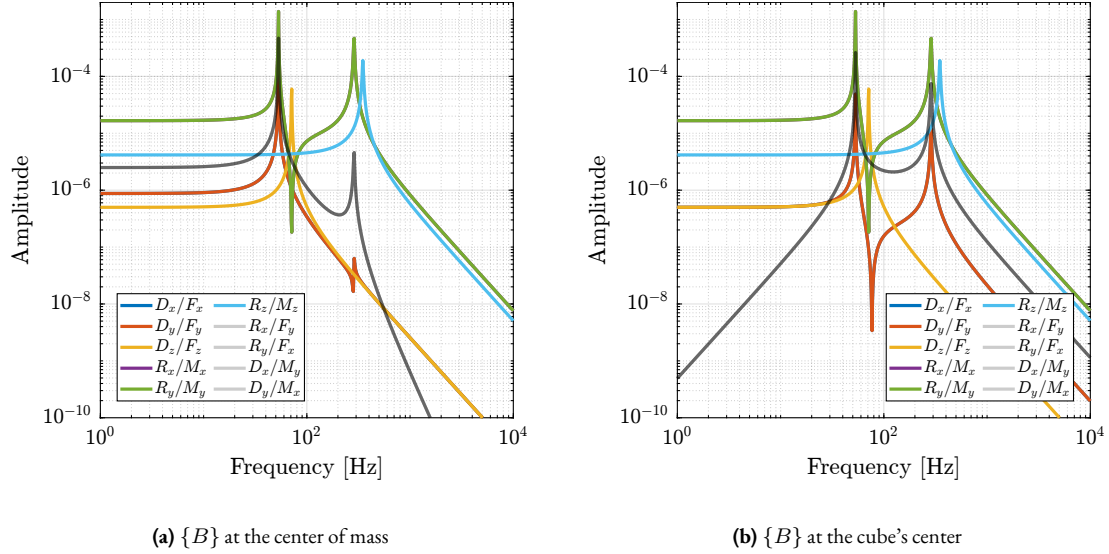 10^{-4}
10^{-6}
10^{-8}
10^{-10}
Amplitude
D_x/F_x
D_y/F_y
D_z/F_z
R_x/M_x
R_y/M_y
R_z/M_z
R_x/F_y
R_y/F_x
D_x/M_y
D_y/M_x
10^0
10^2
10^4
Frequency [Hz]
(a) {B} at the center of mass
10^{-4}
10^{-6}
10^{-8}
10^{-10}
Amplitude
D_x/F_x
D_y/F_y
D_z/F_z
R_x/M_x
R_y/M_y
R_z/M_z
R_x/F_y
R_y/F_x
D_x/M_y
D_y/M_x
10^0
10^2
10^4
Frequency [Hz]
(b) {B} at the cube's center